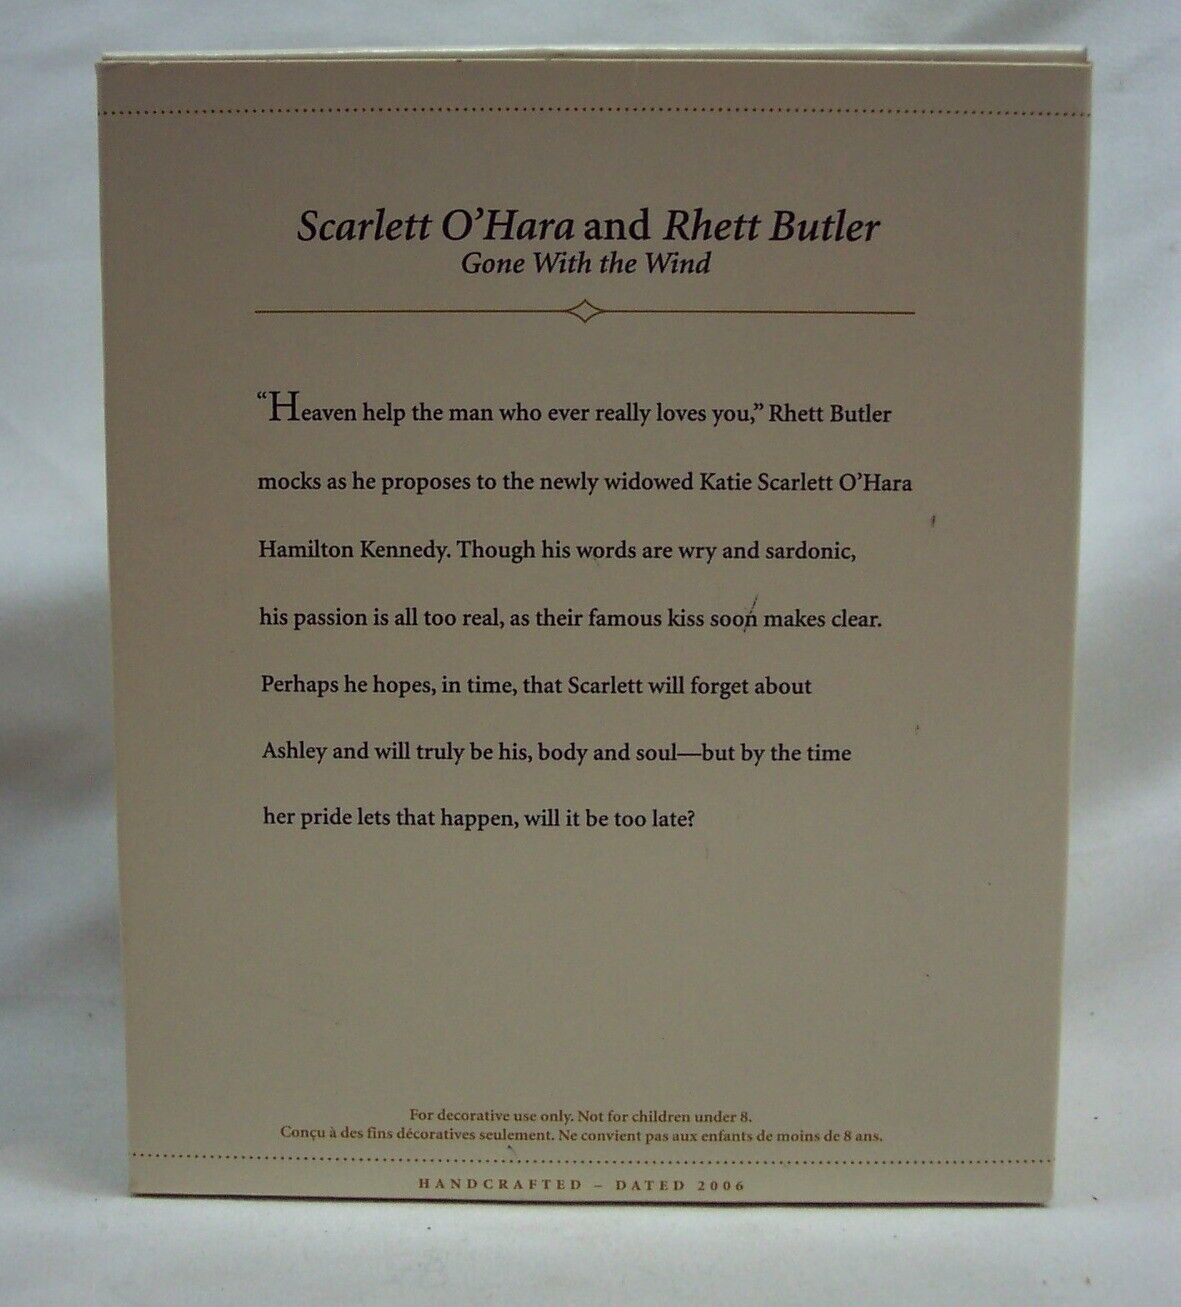 Scarlett O’Hara and Rhett Butler
Gone With the Wind
“Heaven help the man who ever really loves you,” Rhett Butler
mocks as he proposes to the newly widowed Katie Scarlett O’Hara
Hamilton Kennedy. Though his words are wry and sardonic,
his passion is all too real, as their famous kiss soon makes clear.
Perhaps he hopes, in time, that Scarlett will forget about
Ashley and will truly be his, body and soul—but by the time
her pride lets that happen, will it be too late?
For decorative use only. Not for children under 8.
Conçu à des fins décoratives seulement. Ne convient pas aux enfants de moins de 8 ans.
HANDCRAFTED – DATED 2006